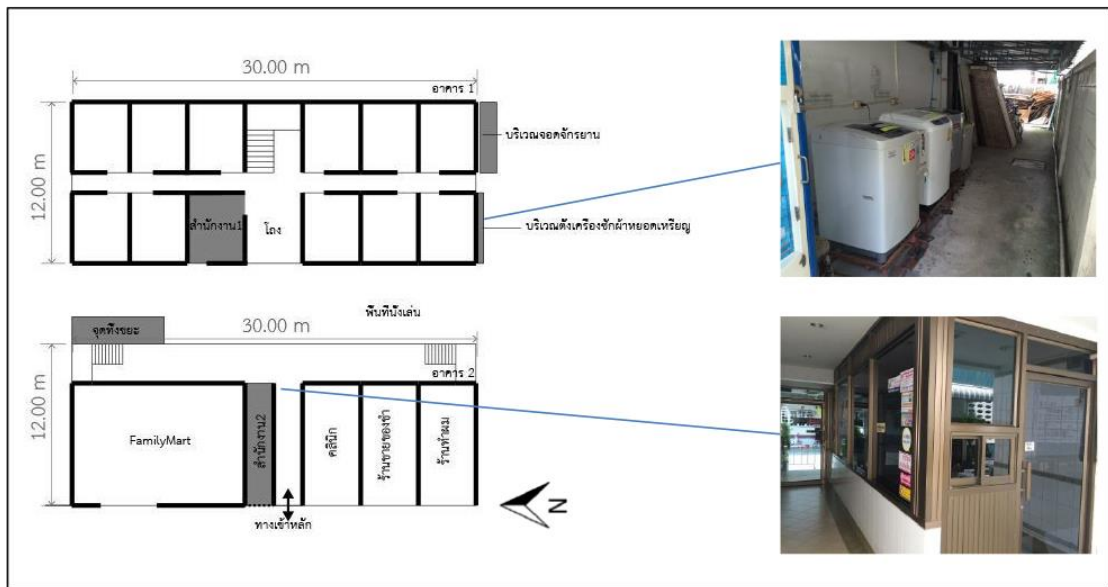 30.00 m
อาคาร 1
บริเวณจอดจักรยาน
12.00 m
สำนักงาน1
โถง
บริเวณตั้งเครื่องซักผ้าหยอดเหรียญ
พื้นที่นั่งเล่น
จุดทิ้งขยะ
30.00 m
อาคาร 2
12.00 m
FamilyMart
สำนักงาน2
คลินิก
ร้านขายของชำ
ร้านทำผม
ทางเข้าหลัก
N